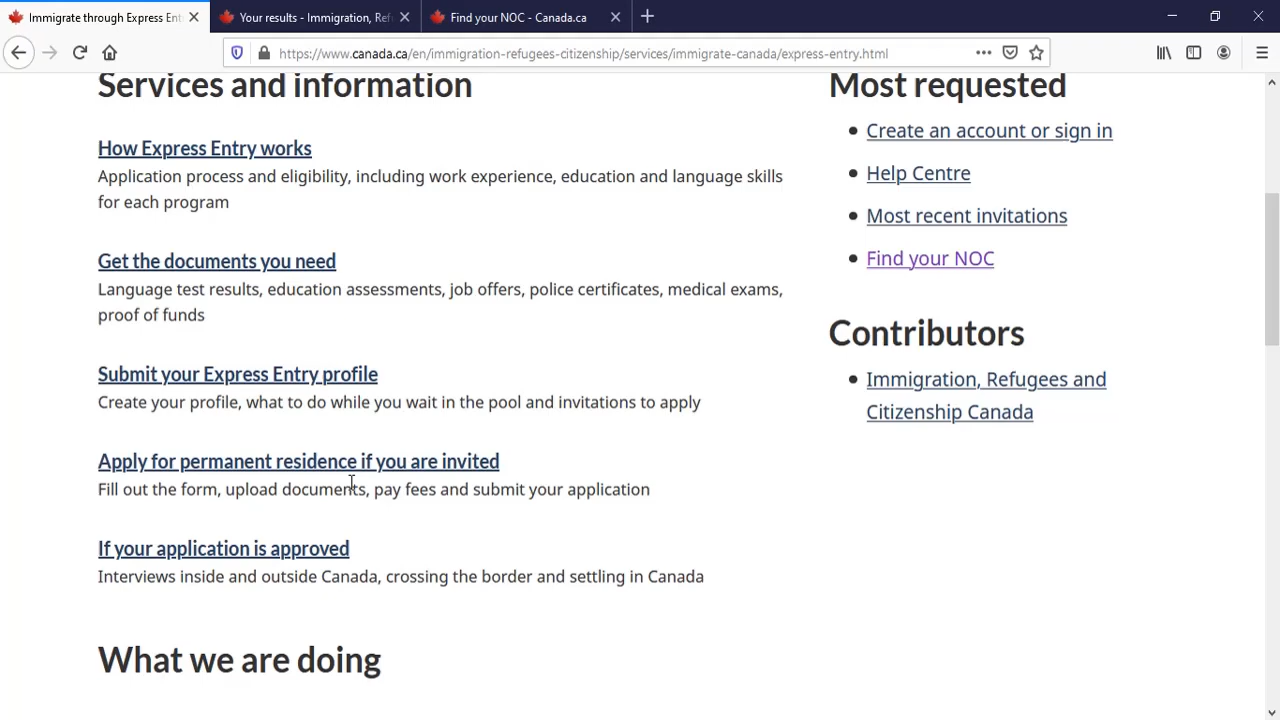 Immigrate through Express Ent
Your results - Immigration, Ref
Find your NOC - Canada.ca
https://www.canada.ca/en/immigration-refugees-citizenship/services/immigrate-canada/express-entry.html
Services and information
How Express Entry works
Application process and eligibility, including work experience, education and language skills
for each program
Get the documents you need
Language test results, education assessments, job offers, police certificates, medical exams,
proof of funds
Submit your Express Entry profile
Create your profile, what to do while you wait in the pool and invitations to apply
Apply for permanent residence if you are invited
Fill out the form, upload documents, pay fees and submit your application
If your application is approved
Interviews inside and outside Canada, crossing the border and settling in Canada
What we are doing
Most requested
Create an account or sign in
Help Centre
Most recent invitations
Find your NOC
Contributors
Immigration, Refugees and
Citizenship Canada